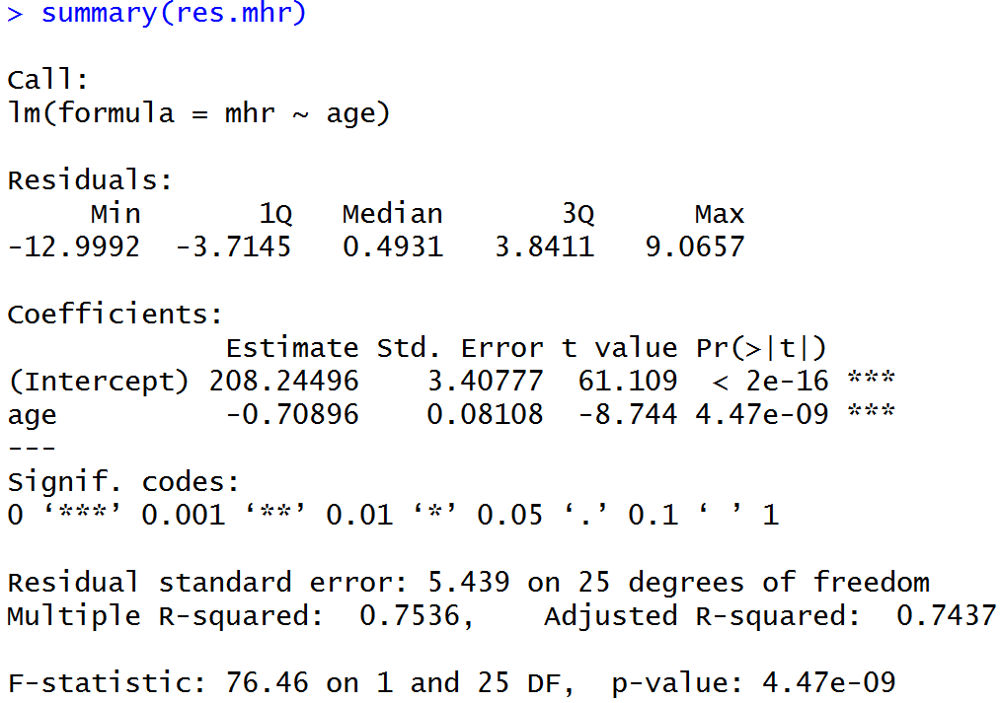 > summary(res.mhr)
Call:
lm(formula = mhr ~ age)
Residuals:
Min 1Q Median 3Q Max
-12.9992 -3.7145 0.4931 3.8411 9.0657
Coefficients:
Estimate Std. Error t value Pr(>|t|)
(Intercept) 208.24496 3.40777 61.109 < 2e-16 ***
age -0.70896 0.08108 -8.744 4.47e-09 ***
---
Signif. codes:
0 ‘***’ 0.001 ‘**’ 0.01 ‘*’ 0.05 ‘.’ 0.1 ‘ ’ 1
Residual standard error: 5.439 on 25 degrees of freedom
Multiple R-squared: 0.7536, Adjusted R-squared: 0.7437
F-statistic: 76.46 on 1 and 25 DF, p-value: 4.47e-09